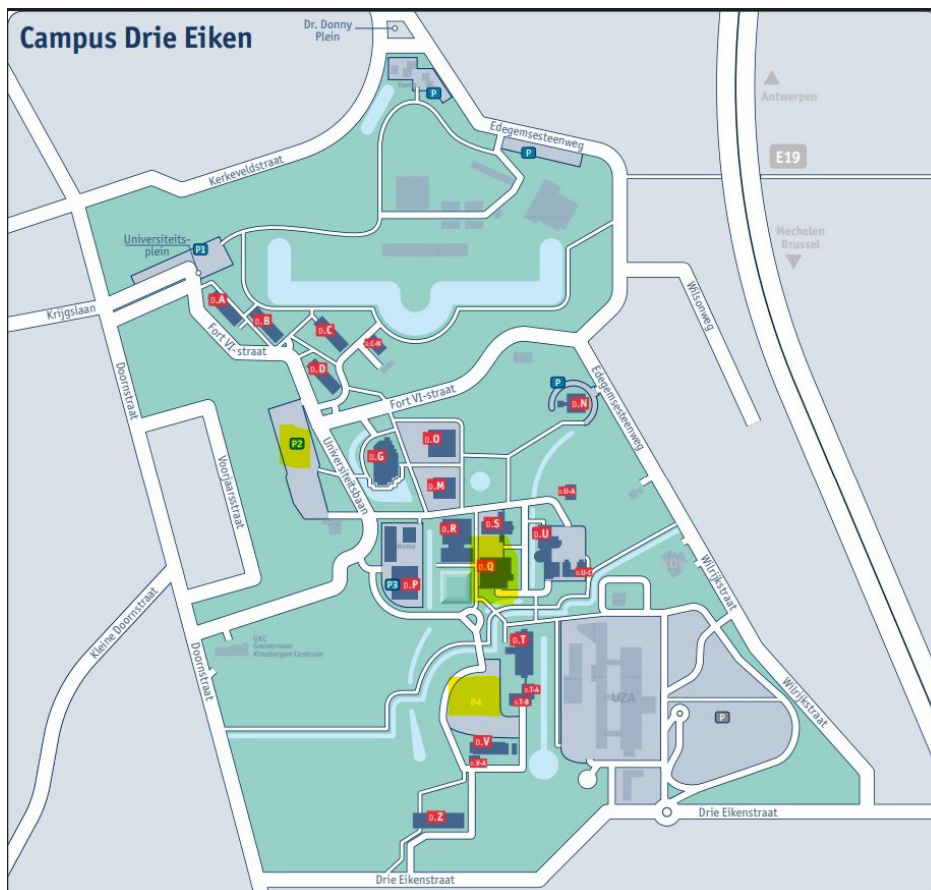 Campus Drie Eiken
Dr. Donny
Plein
Home
P
Edegemsesteenweg
P
Antwerpen
E19
Mechelen
Brussel
Kerkeveldstraat
Universiteits-
plein
P1
Krijgslaan
D.A
D.B
D.C
D.C-N
D.D
Fort VI-straat
Fort VI-straat
Wilsonweg
Edegemsesteenweg
P
D.N
Doornstraat
P2
Universiteitsbaan
D.G
D.O
D.M
Voorjaarsstraat
D.U-A
D.S
D.R
D.U
D.Q
D.U-C
Home
P3
D.P
Wilrijkstraat
Kleine Doornstraat
GKC
Gouverneur
Kinsbergen Centrum
Doornstraat
D.T
D.T-A
D.T-B
P4
UZA
Wilrijkstraat
P
D.V
D.V-A
D.Z
Drie Eikenstraat
Drie Eikenstraat